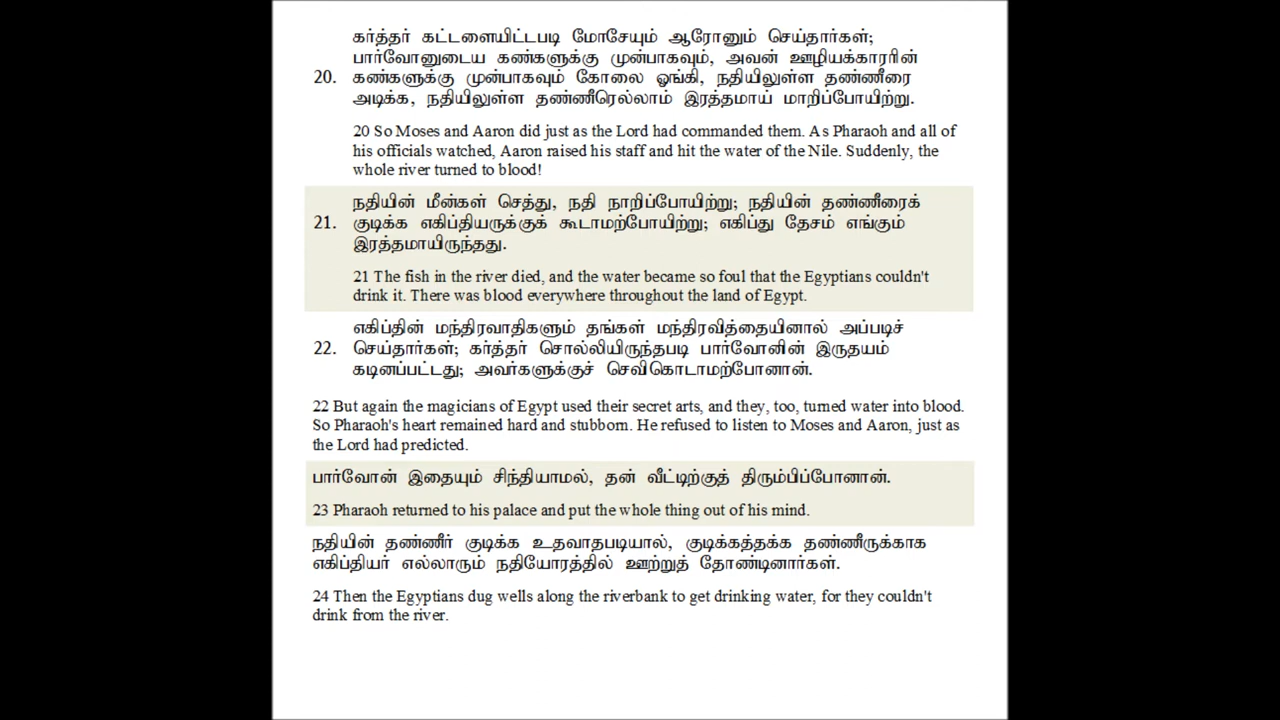 கர்த்தர் கட்டளையிட்டபடி மோசேயும் ஆரோனும் செய்தார்கள்;
பார்வோனுடைய கண்களுக்கு முன்பாகவும், அவன் ஊழியக்காரரின்
20. கண்களுக்கு முன்பாகவும் கோலை ஓங்கி, நதியிலுள்ள தண்ணீரை
அடிக்க, நதியிலுள்ள தண்ணீரெல்லாம் இரத்தமாய் மாறிப்போயிற்று.
20 So Moses and Aaron did just as the Lord had commanded them. As Pharaoh and all of
his officials watched, Aaron raised his staff and hit the water of the Nile. Suddenly, the
whole river turned to blood!
நதியின் மீன்கள் செத்து, நதி நாறிப்போயிற்று; நதியின் தண்ணீரைக்
21. குடிக்க எகிப்தியருக்குக் கூடாமற்போயிற்று; எகிப்து தேசம் எங்கும்
இரத்தமாயிருந்தது.
21 The fish in the river died, and the water became so foul that the Egyptians couldn't
drink it. There was blood everywhere throughout the land of Egypt.
எகிப்தின் மந்திரவாதிகளும் தங்கள் மந்திரவித்தையினால் அப்படிச்
22. செய்தார்கள்; கர்த்தர் சொல்லியிருந்தபடி பார்வோனின் இருதயம்
கடினப்பட்டது; அவர்களுக்குச் செவிகொடாமற்போனான்.
22 But again the magicians of Egypt used their secret arts, and they, too, turned water into blood.
So Pharaoh's heart remained hard and stubborn. He refused to listen to Moses and Aaron, just as
the Lord had predicted.
பார்வோன் இதையும் சிந்தியாமல், தன் வீட்டிற்குத் திரும்பிப்போனான்.
23 Pharaoh returned to his palace and put the whole thing out of his mind.
நதியின் தண்ணீர் குடிக்க உதவாதபடியால், குடிக்கத்தக்க தண்ணீருக்காக
எகிப்தியர் எல்லாரும் நதியோரத்தில் ஊற்றுத் தோண்டினார்கள்.
24 Then the Egyptians dug wells along the riverbank to get drinking water, for they couldn't
drink from the river.